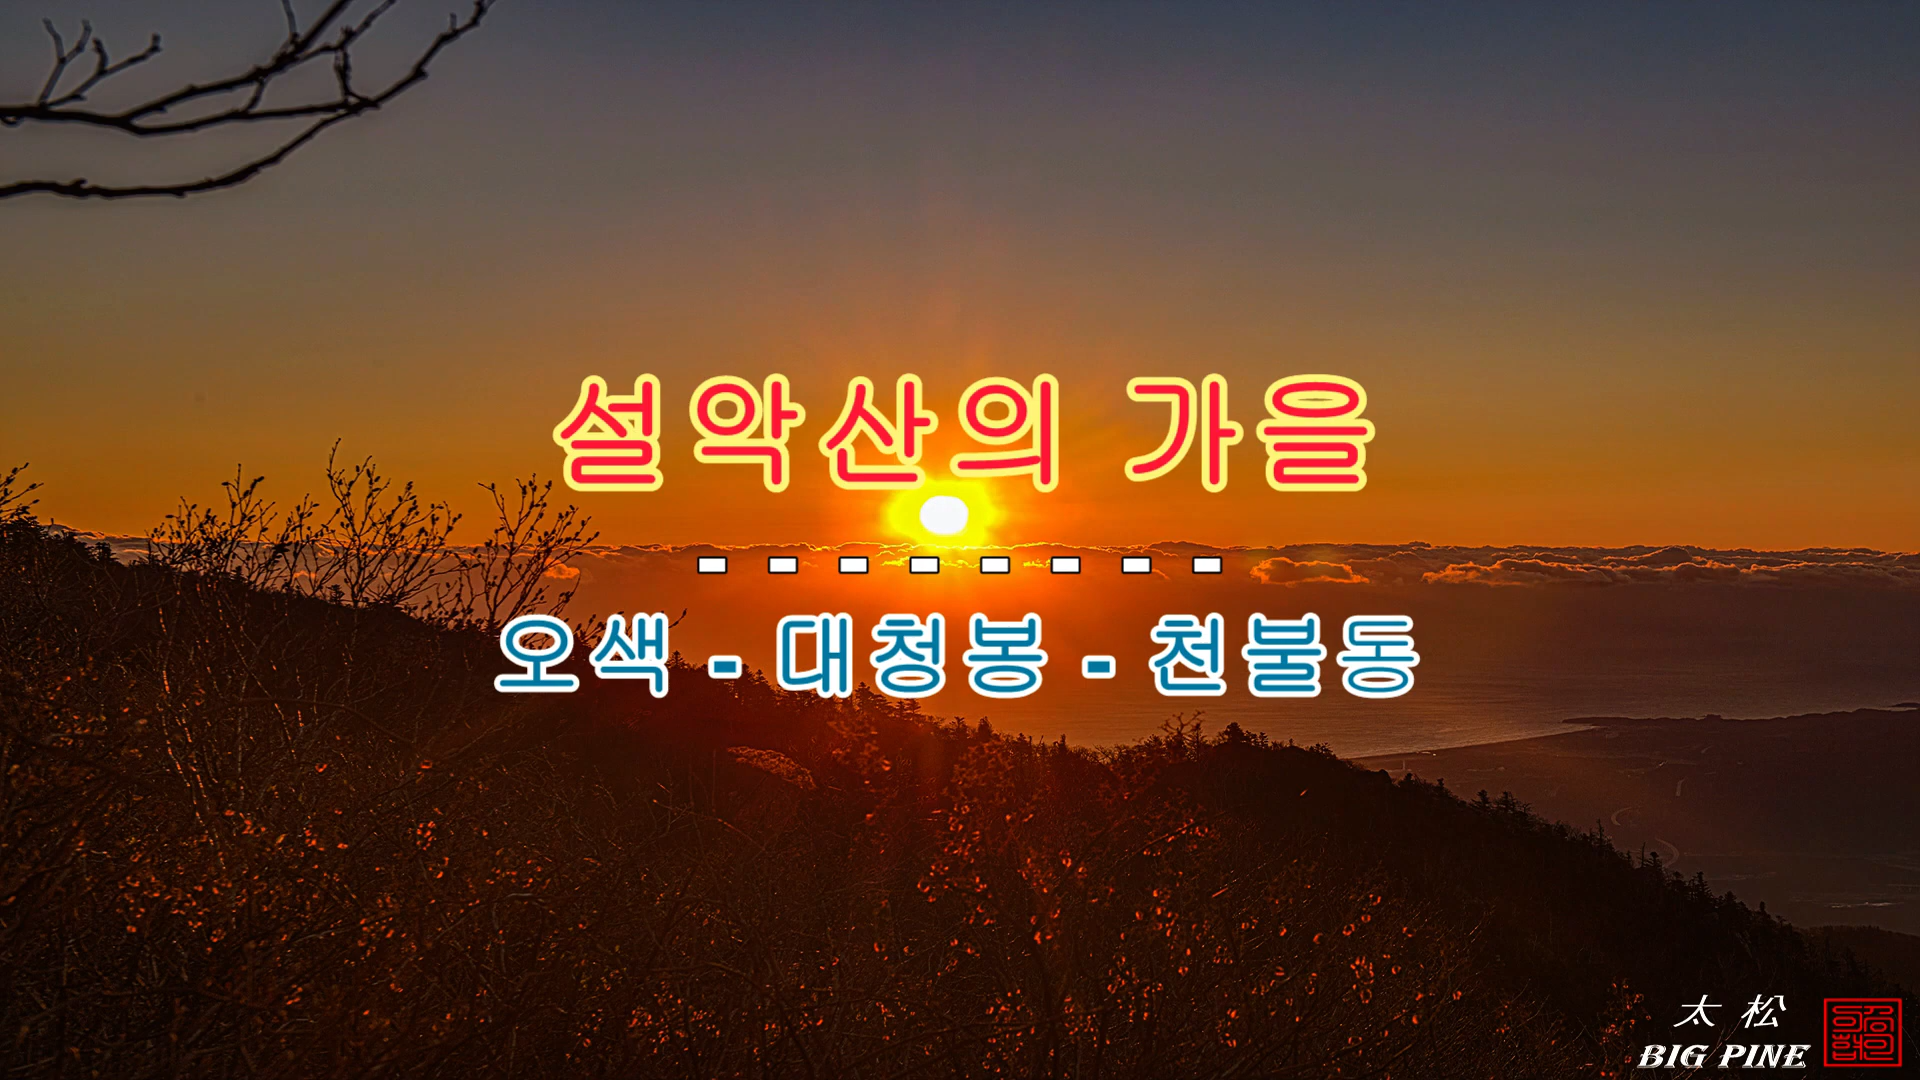 설악산의 가을
- - - - - - - -
오색 - 대청봉 - 천불동
太 松
BIG PINE